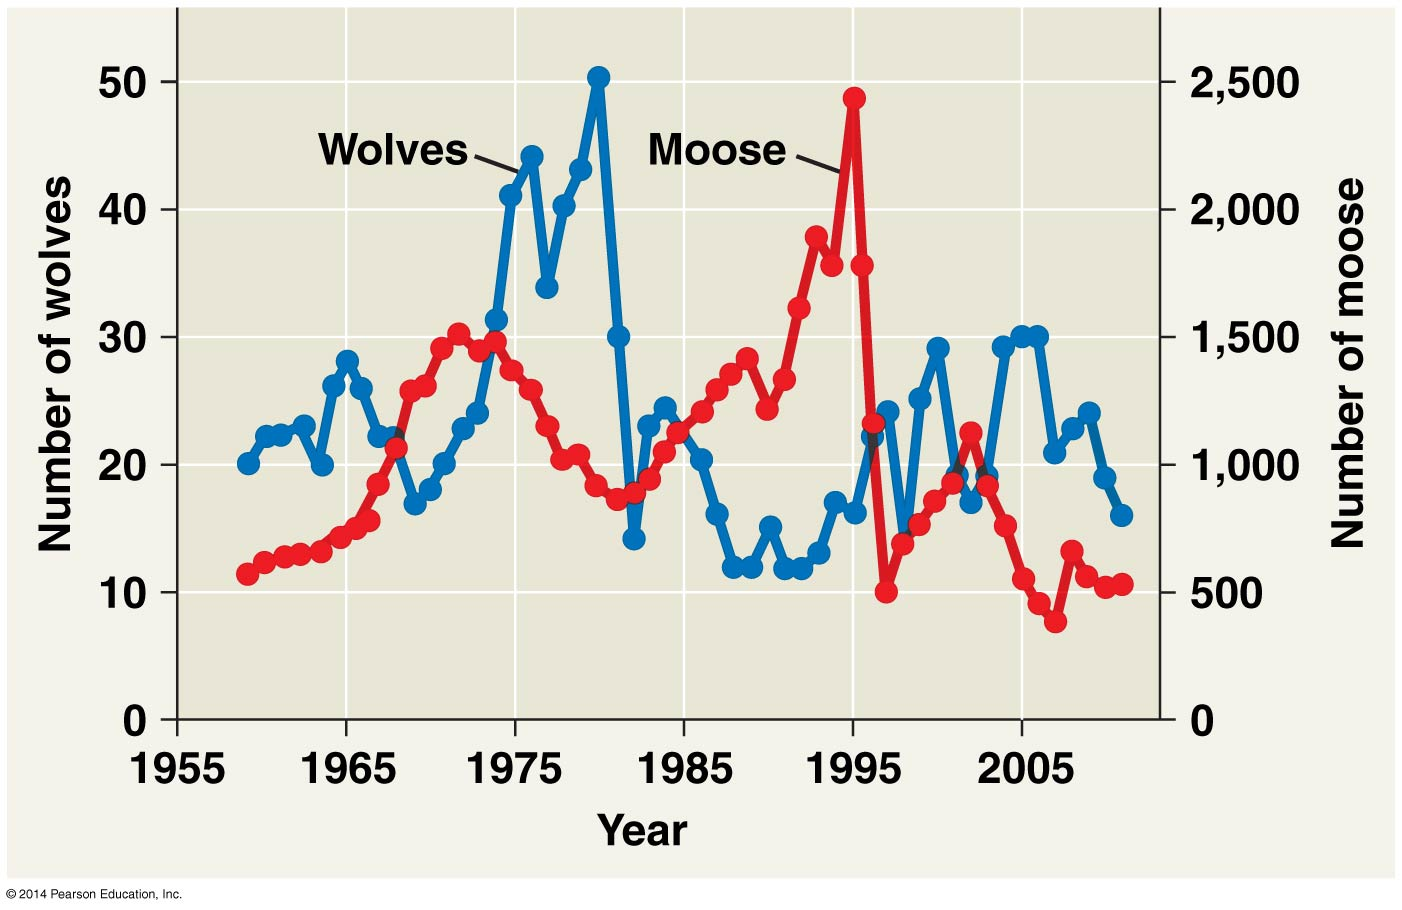 50
40
30
20
10
0
Number of wolves
Wolves
Moose
2,500
2,000
1,500
1,000
500
0
Number of moose
1955 1965 1975 1985 1995 2005
Year
© 2014 Pearson Education, Inc.